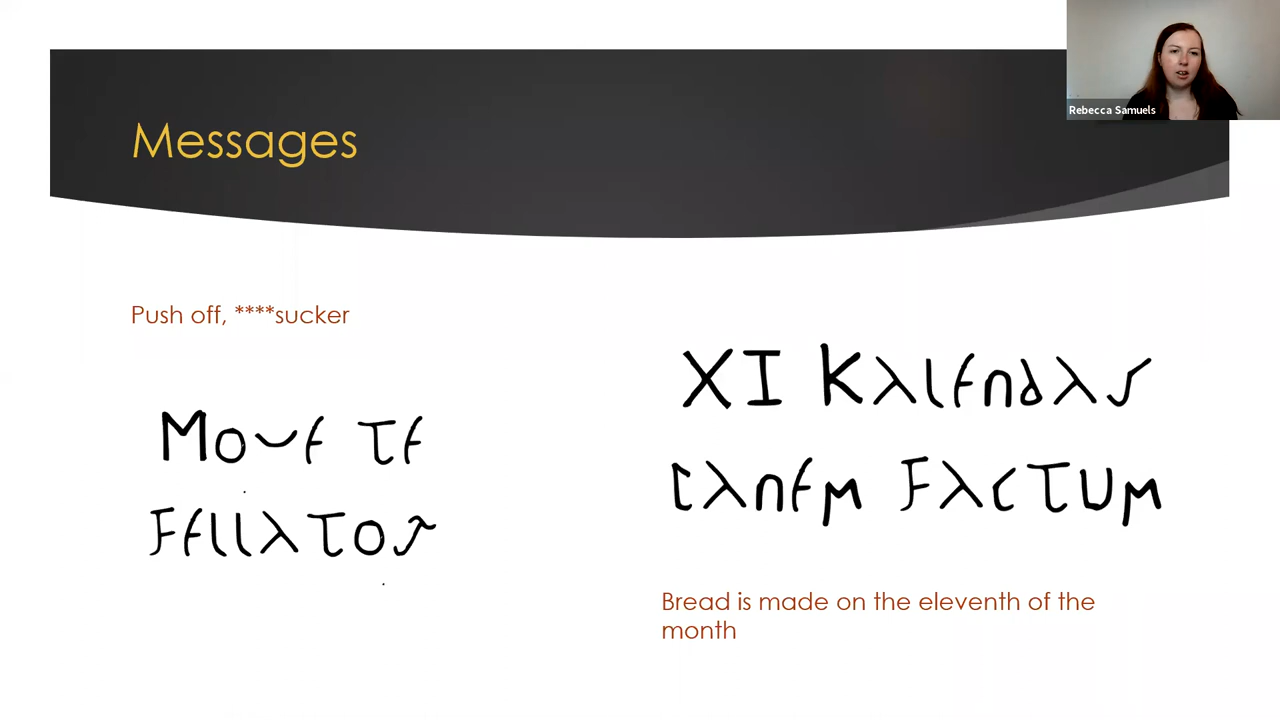 Messages
Rebecca Samuels
Push off, ****sucker
Move te
Fellator
XI Kalendas
panem Factum
Bread is made on the eleventh of the
month